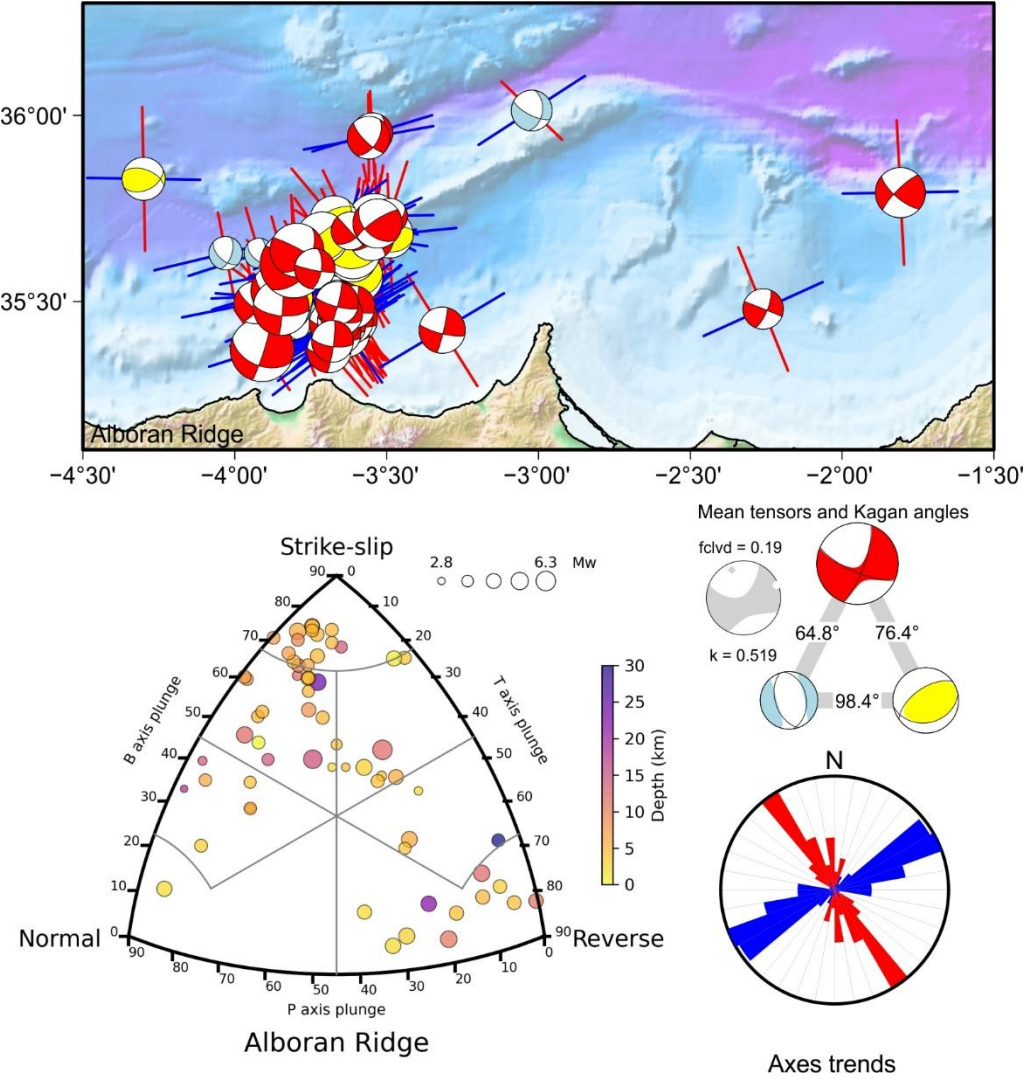 36°00'
35°30'
Alboran Ridge
−4°30' −4°00' −3°30' −3°00' −2°30' −2°00' −1°30'
Mean tensors and Kagan angles
fclvd = 0.19
64.8° 76.4°
k = 0.519
98.4°
Strike-slip
2.8 6.3 Mw
90 0
80 10
70 20
60 30
50 40
40 50
30 60
20 70
10 80
0 90
B axis plunge
T axis plunge
Normal
Reverse
90 80 70 60 50 40 30 20 10 0
P axis plunge
Alboran Ridge
30
25
20
15
10
5
0
Depth (km)
N
Axes trends